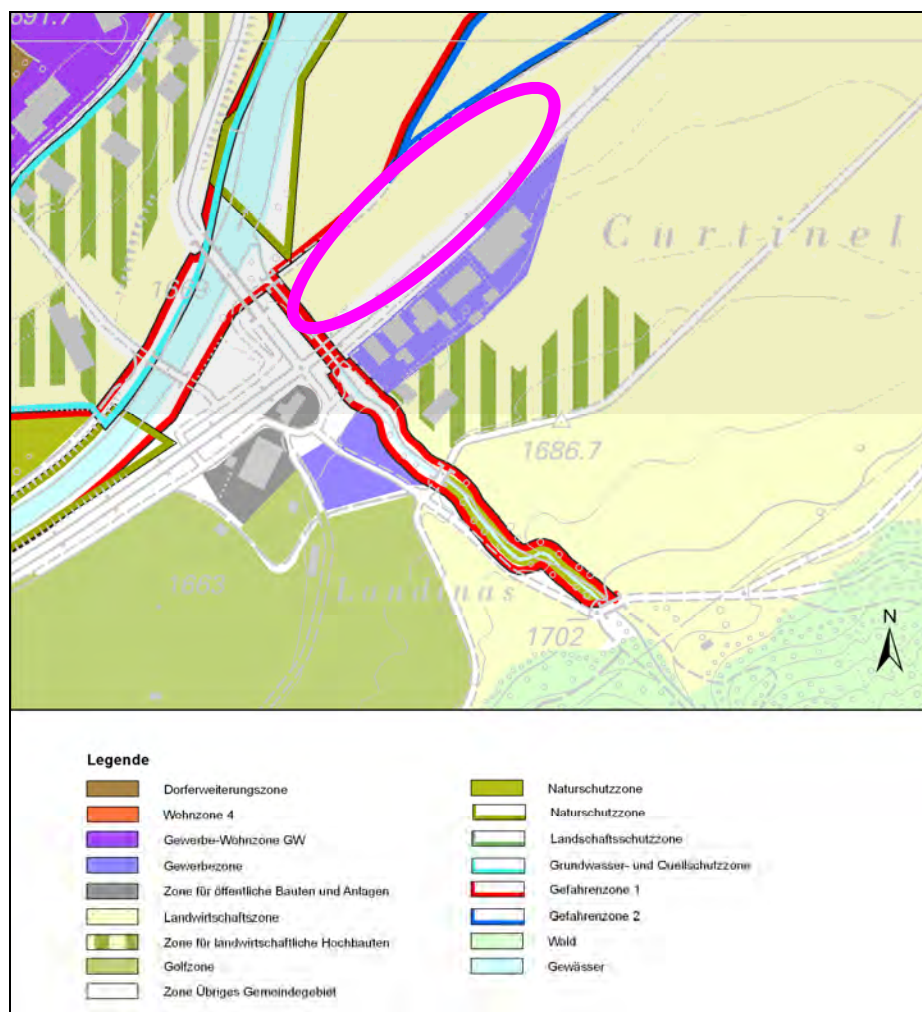 1691.7
Curtinel
1669
1686.7
1663
Landinas
1702
N
Legende
Dorferweiterungszone
Wohnzone 4
Gewerbe-Wohnzone GW
Gewerbezone
Zone für öffentliche Bauten und Anlagen
Landwirtschaftszone
Zone für landwirtschaftliche Hochbauten
Golfzone
Zone Übriges Gemeindegebiet
Naturschutzzone
Naturschutzzone
Landschaftsschutzzone
Grundwasser- und Quellschutzzone
Gefahrenzone 1
Gefahrenzone 2
Wald
Gewässer